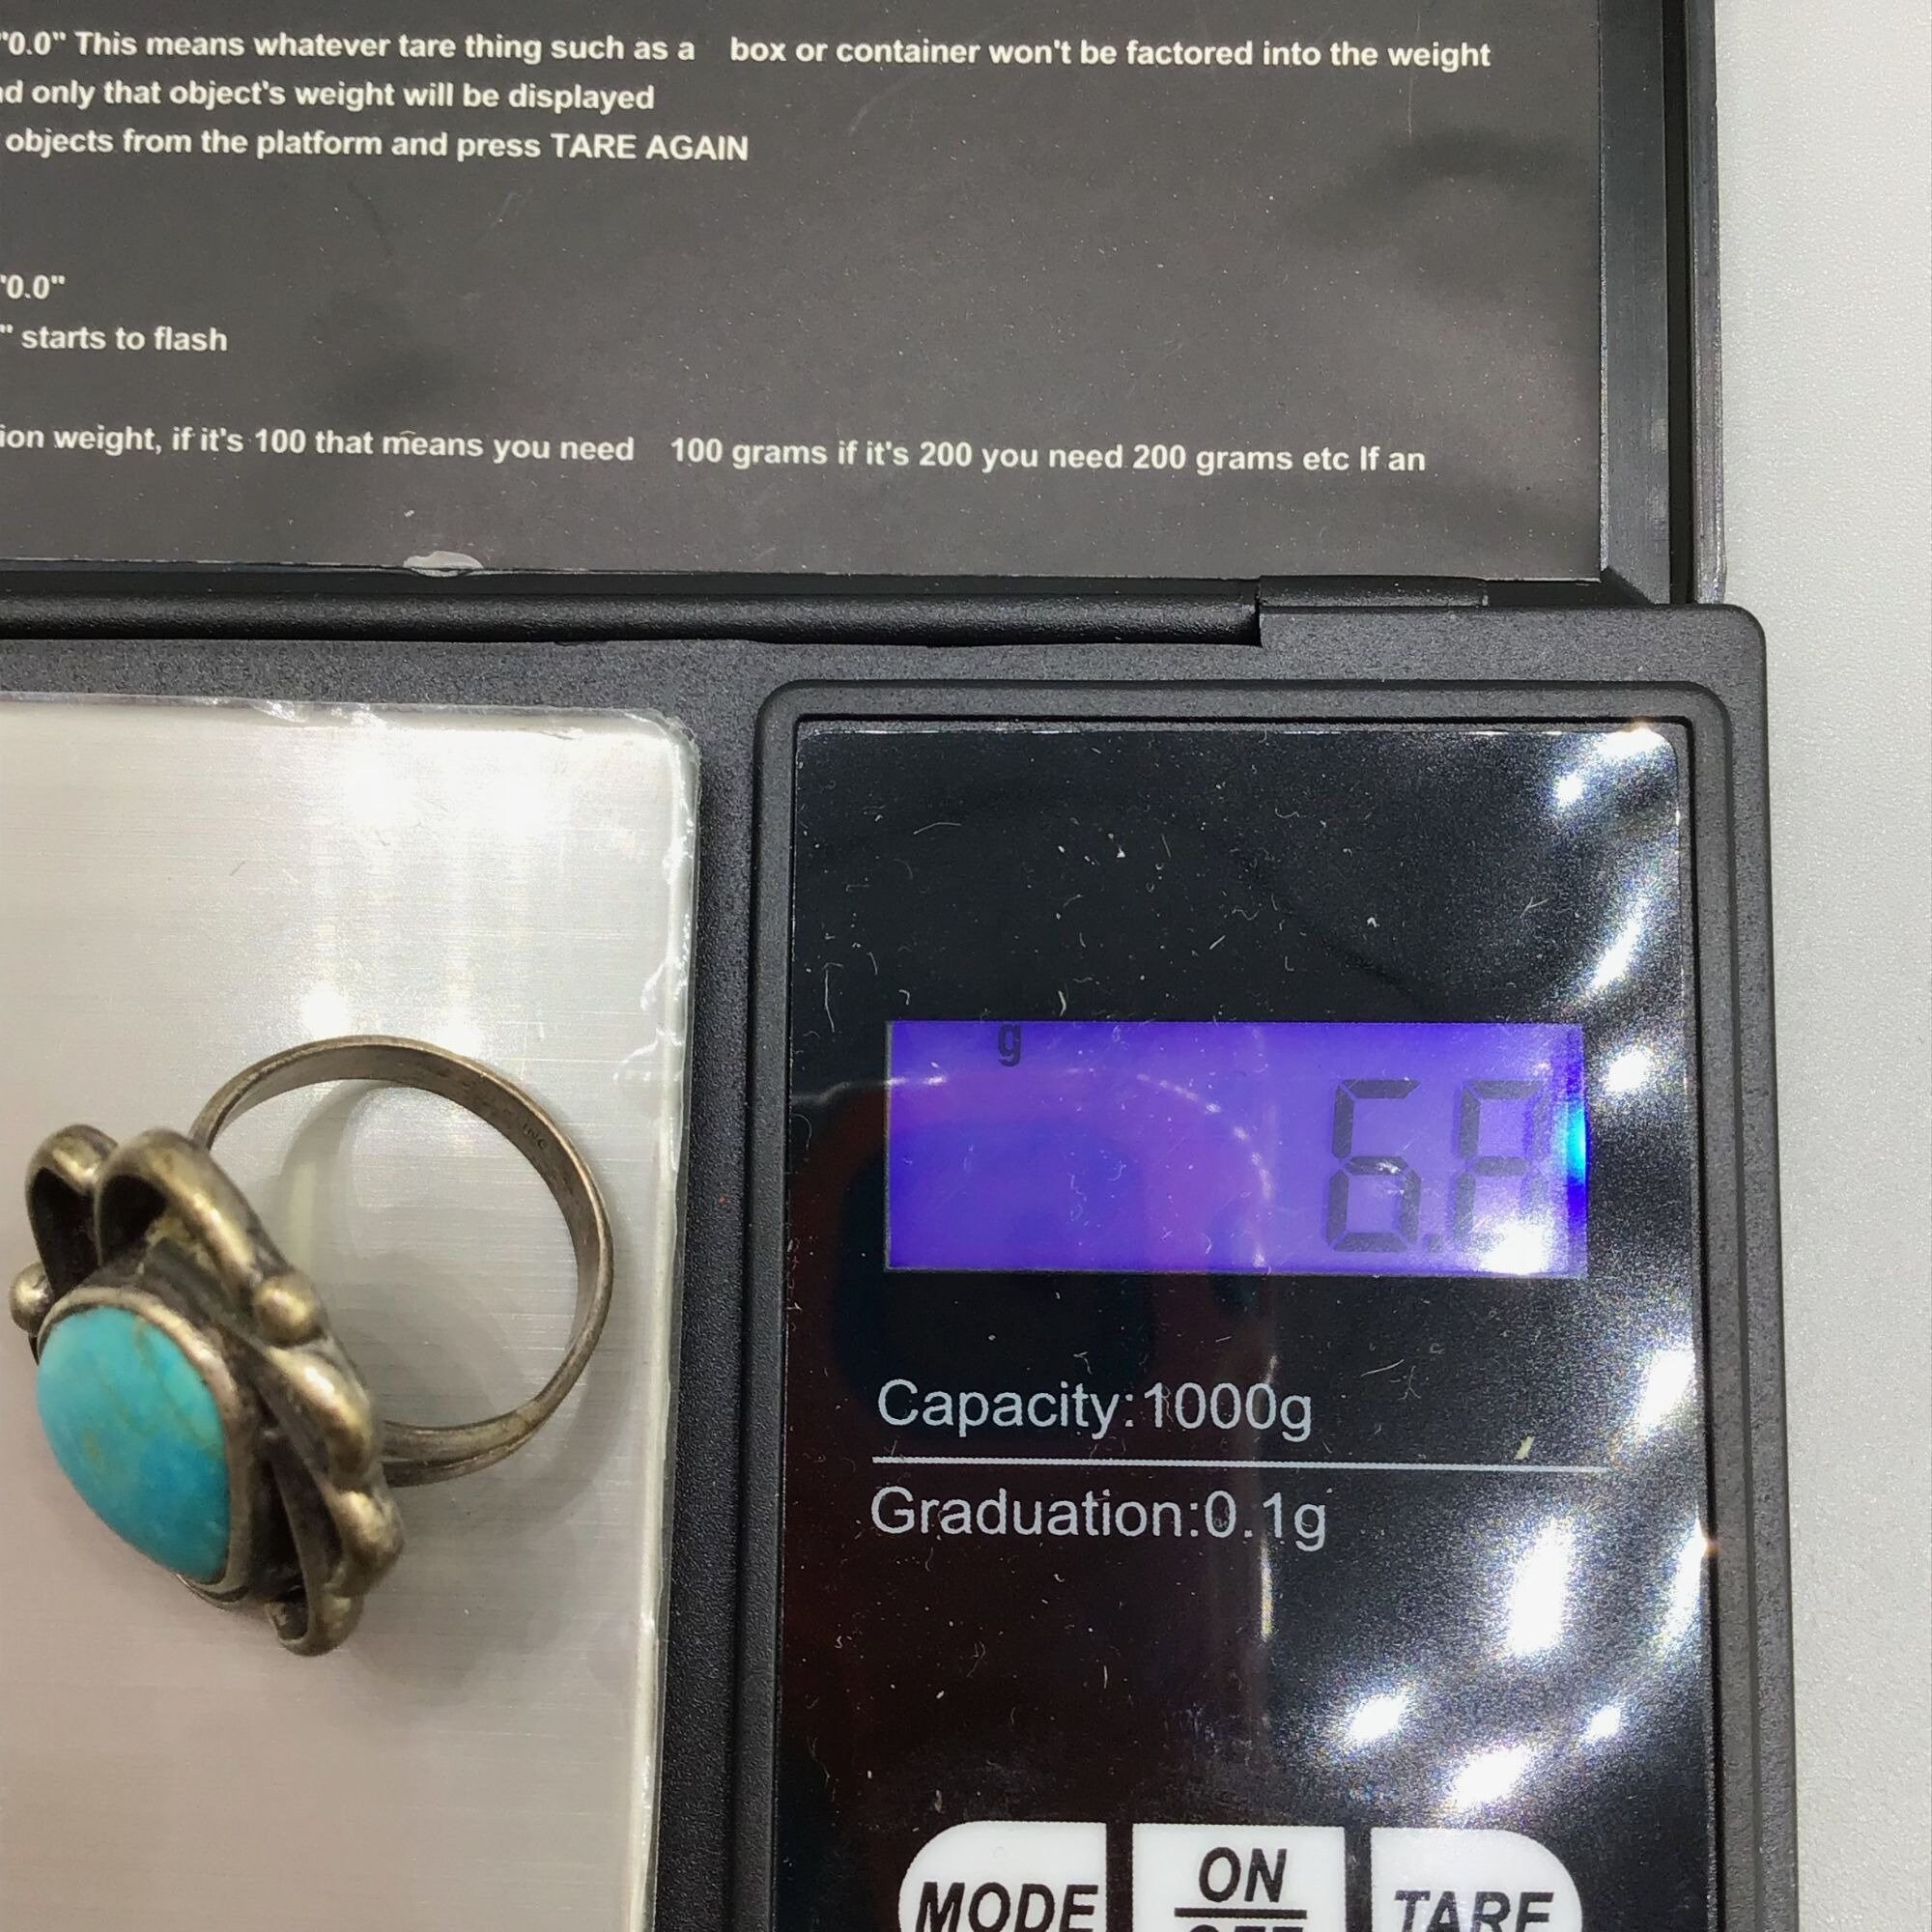 "0.0" This means whatever tare thing such as a box or container won't be factored into the weight
nd only that object's weight will be displayed
objects from the platform and press TARE AGAIN
"0.0"
" starts to flash
ion weight, if it's 100 that means you need 100 grams if it's 200 you need 200 grams etc If an
g
6.8
Capacity:1000g
Graduation:0.1g
MODE
ON
OFF
TARE